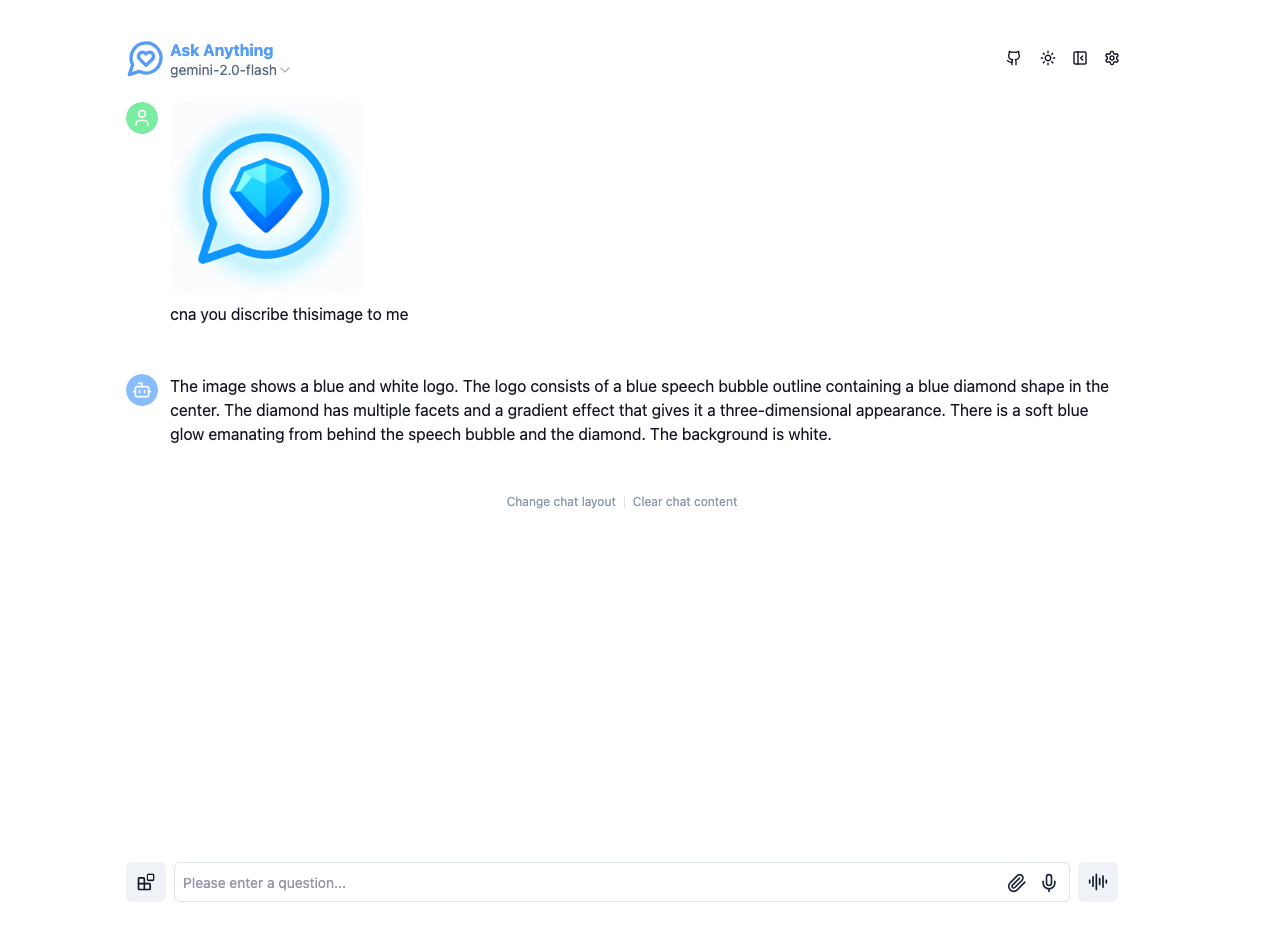 Ask Anything
gemini-2.0-flash
cna you discribe thisimage to me
The image shows a blue and white logo. The logo consists of a blue speech bubble outline containing a blue diamond shape in the
center. The diamond has multiple facets and a gradient effect that gives it a three-dimensional appearance. There is a soft blue
glow emanating from behind the speech bubble and the diamond. The background is white.
Change chat layout | Clear chat content
Please enter a question...